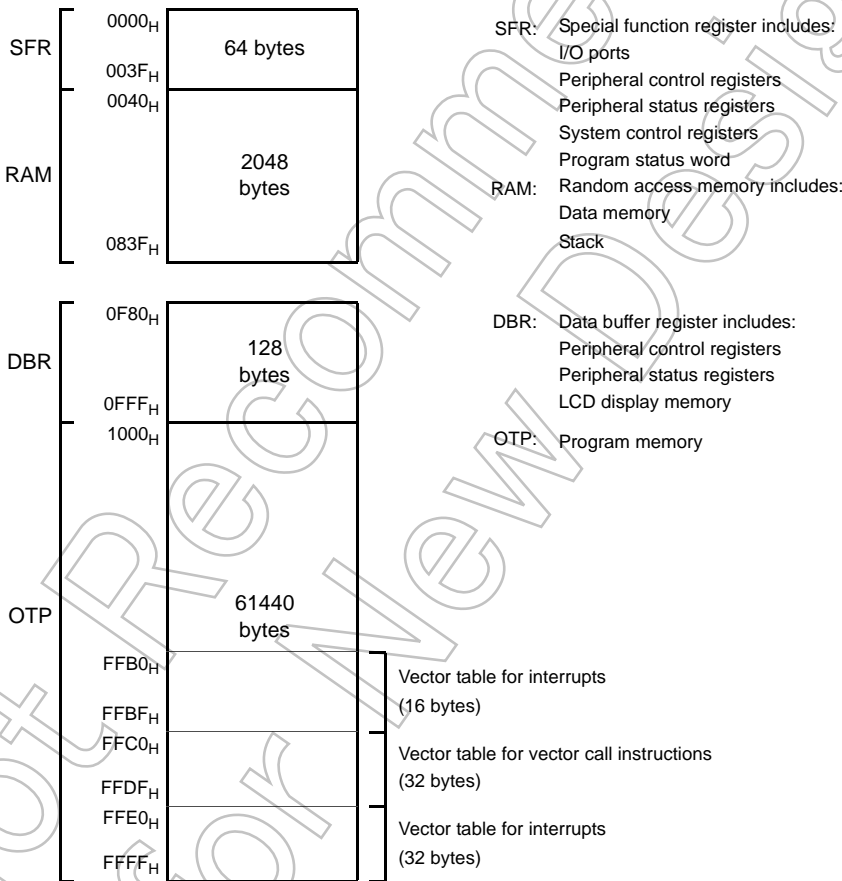 SFR
0000H
64 bytes
003FH
RAM
0040H
2048
bytes
083FH
DBR
0F80H
128
bytes
0FFFH
OTP
1000H
61440
bytes
FFB0H
FFBFH
FFC0H
FFDFH
FFE0H
FFFFH
Vector table for interrupts
(16 bytes)
Vector table for vector call instructions
(32 bytes)
Vector table for interrupts
(32 bytes)
SFR: Special function register includes:
I/O ports
Peripheral control registers
Peripheral status registers
System control registers
Program status word
RAM: Random access memory includes:
Data memory
Stack
DBR: Data buffer register includes:
Peripheral control registers
Peripheral status registers
LCD display memory
OTP: Program memory